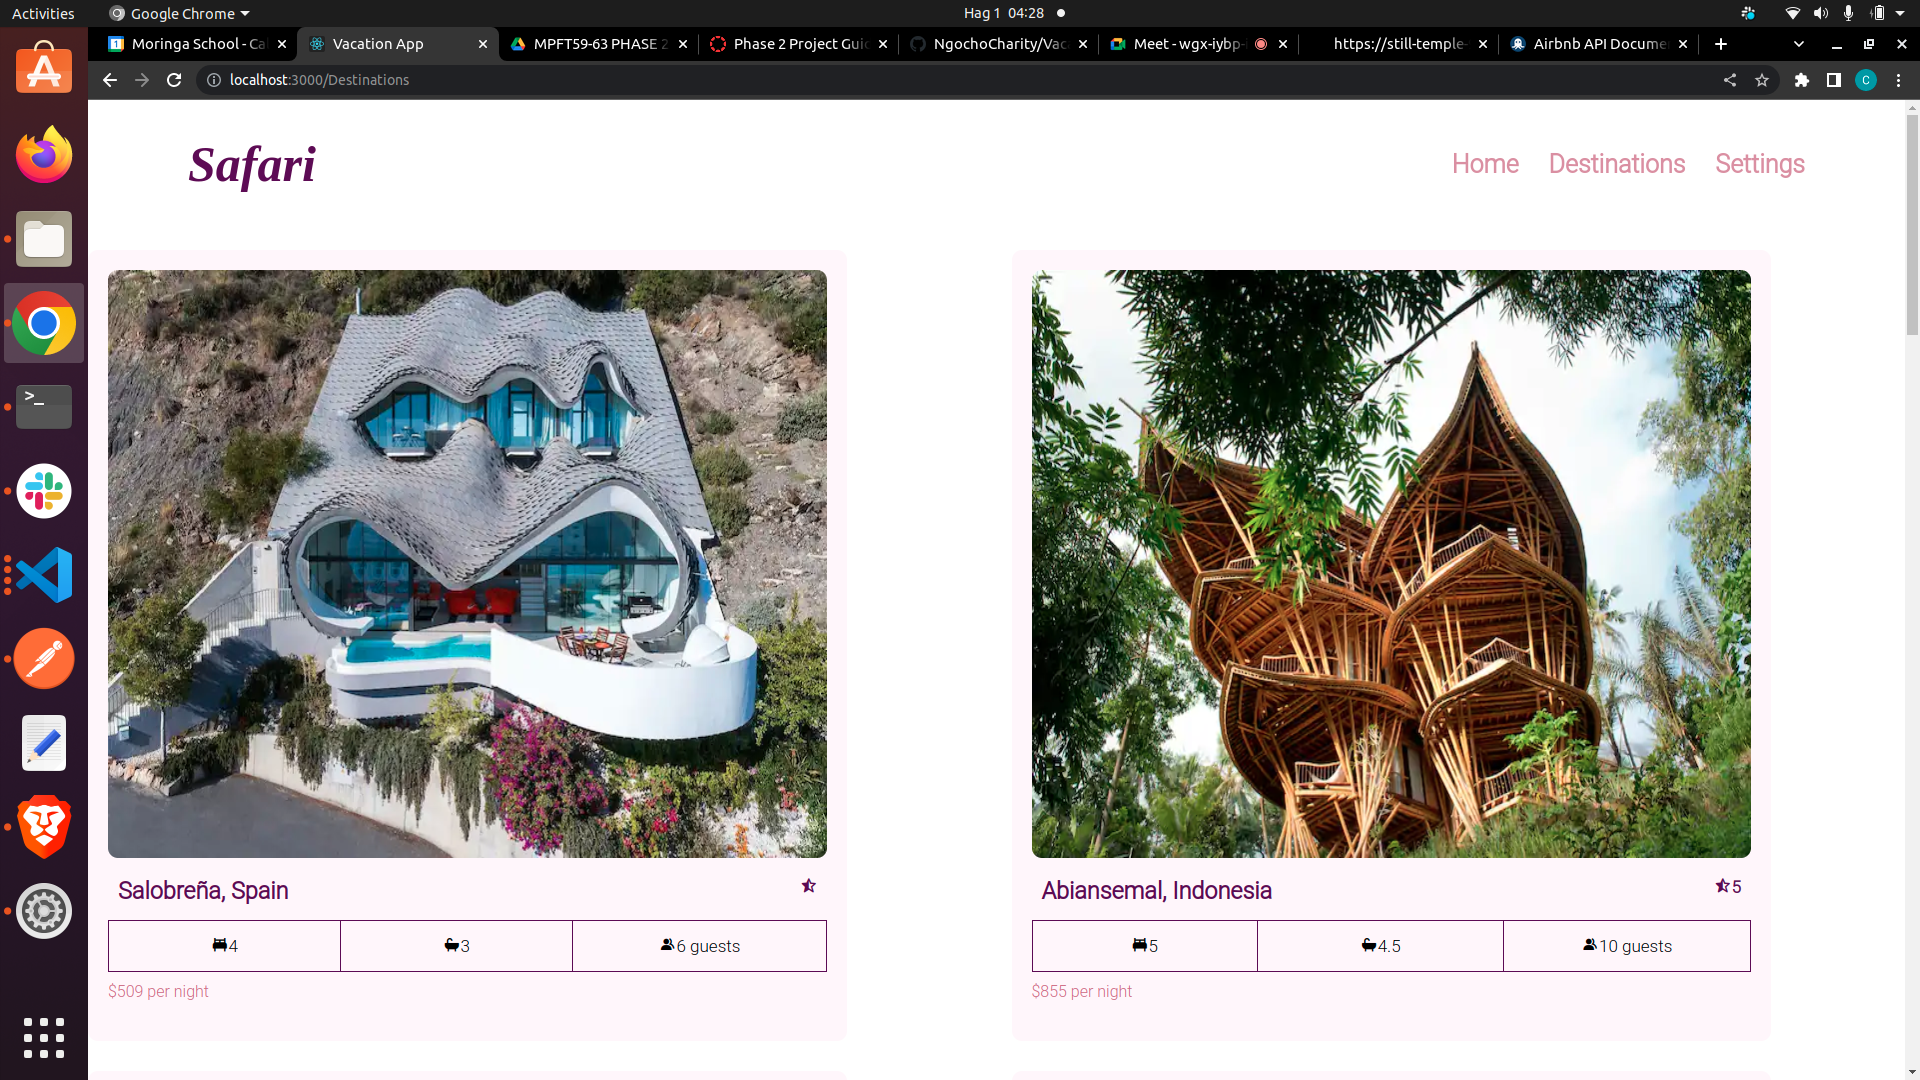 Activities
Google Chrome
Hag 1 04:28
Moringa School - Ca
Vacation App
MPFT59-63 PHASE 2
Phase 2 Project Guid
NgochoCharity/Vac
Meet - wgx-iybp-
https://still-temple-
Airbnb API Docume
localhost:3000/Destinations
C
Safari
Home
Destinations
Settings
Salobreña, Spain
4
3
6 guests
$509 per night
Abiansemal, Indonesia
5
5
4.5
10 guests
$855 per night